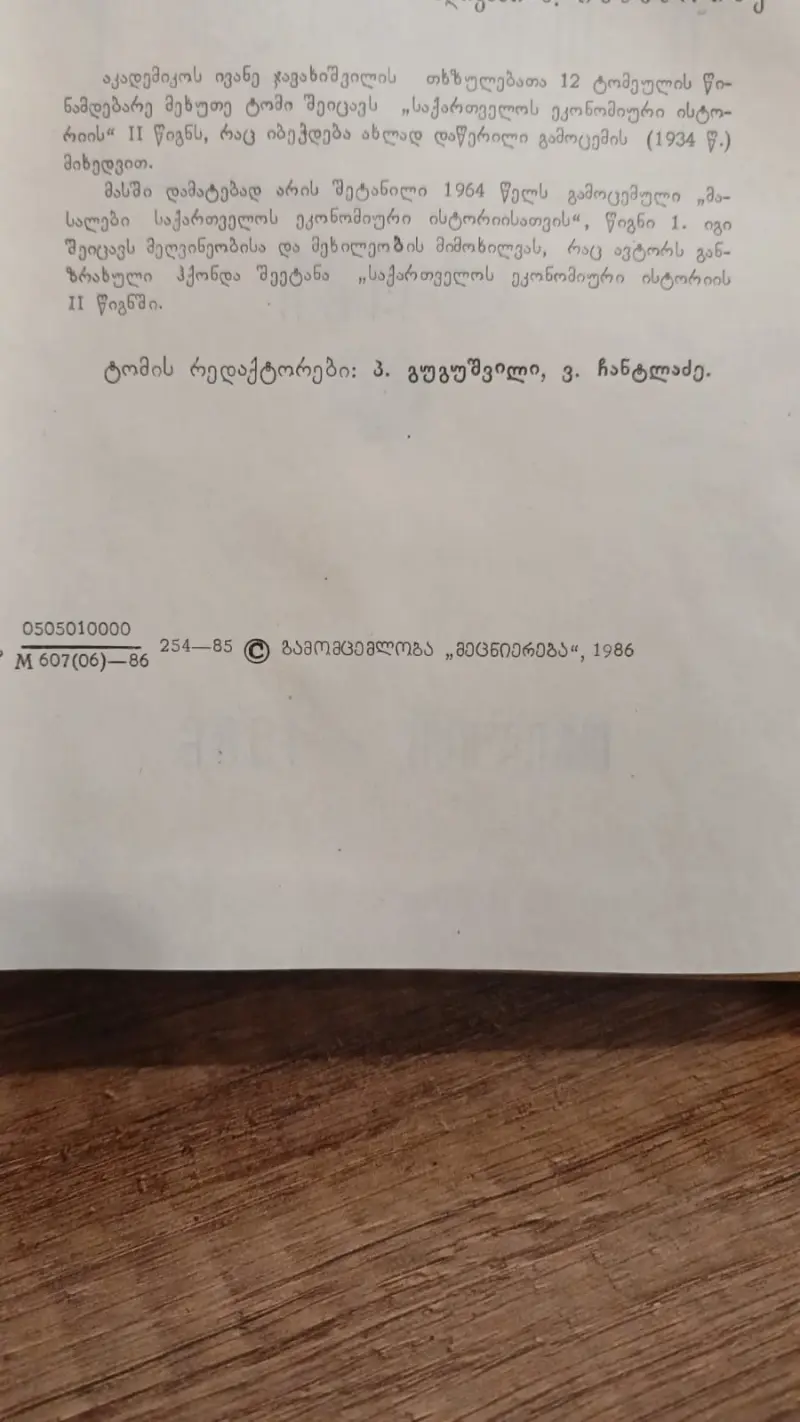 აკადემიკოს ივანე ჯავახიშვილის თხზულებათა 12 ტომეულის წი-
ნამდებარე მეხუთე ტომი შეიცავს „საქართველოს ეკონომიური ისტო-
რიის“ II წიგნს, რაც იბეჭდება ახლად დაწერილი გამოცემის (1934 წ.)
მიხედვით.
მასში დამატებად არის შეტანილი 1964 წელს გამოცემული „მა-
სალები საქართველოს ეკონომიური ისტორიისათვის“, წიგნი 1. იგი
შეიცავს მეღვინეობისა და მეხილეობის მიმოხილვას, რაც ავტორს გან-
ზრახული ჰქონდა შეეტანა „საქართველოს ეკონომიური ისტორიის
II წიგნში.
ტომის რედაქტორები: პ. გუგუშვილი, ვ. ჩანტლაძე.
0505010000
M 607(06)—86 254—85 © გამომცემლობა „მეცნიერება“, 1986